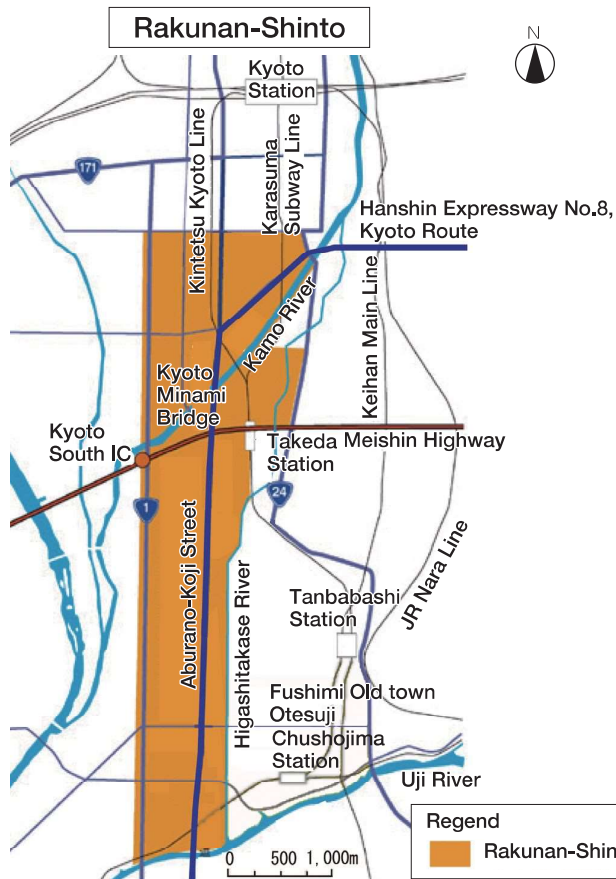 Rakunan-Shinto
N
Kyoto
Station
171
Kintetsu Kyoto Line
Karasuma
Subway Line
Hanshin Expressway No.8,
Kyoto Route
Kamo River
Keihan Main Line
Kyoto
Minami
Bridge
Kyoto
South IC
Takeda
Station
Meishin Highway
1
24
Aburano-Koji Street
Higashitakase River
JR Nara Line
Tanbabashi
Station
Fushimi Old town
Otesuji
Chushojima
Station
Uji River
0 500 1,000m
Regend
Rakunan-Shin